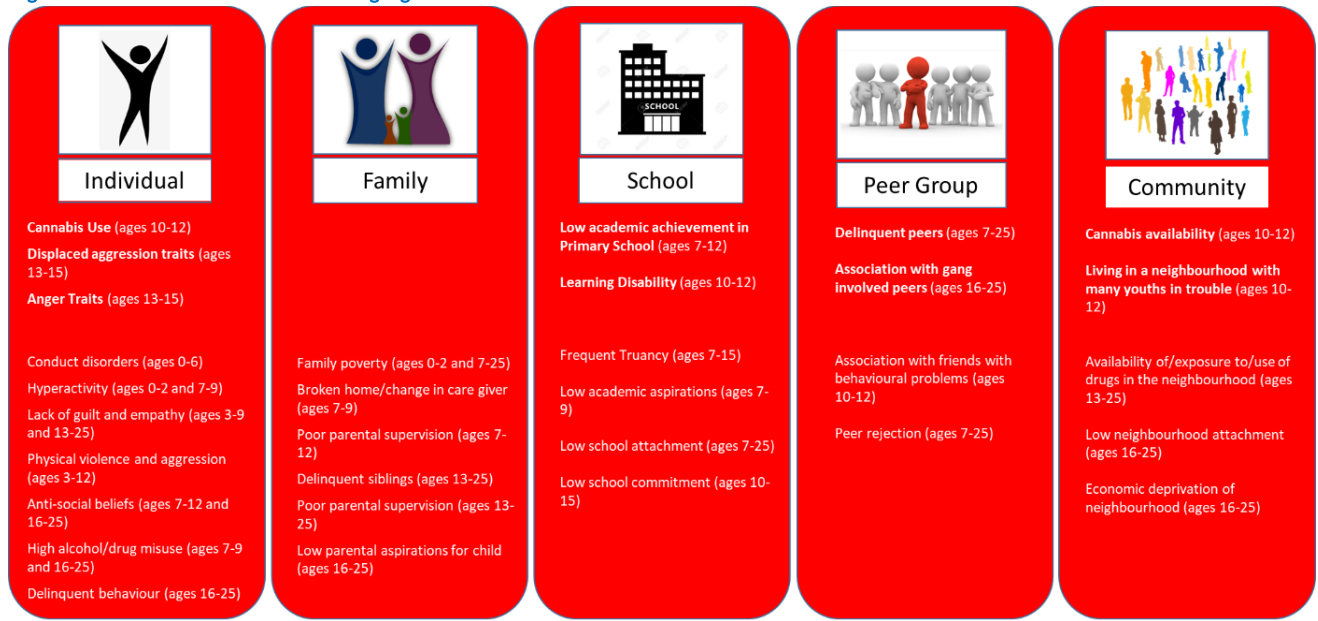 Individual
Cannabis Use (ages 10-12)
Displaced aggression traits (ages
13-15)
Anger Traits (ages 13-15)
Conduct disorders (ages 0-6)
Hyperactivity (ages 0-2 and 7-9)
Lack of guilt and empathy (ages 3-9
and 13-25)
Physical violence and aggression
(ages 3-12)
Anti-social beliefs (ages 7-12 and
16-25)
High alcohol/drug misuse (ages 7-9
and 16-25)
Delinquent behaviour (ages 16-25)
Family
Family poverty (ages 0-2 and 7-25)
Broken home/change in care giver
(ages 7-9)
Poor parental supervision (ages 7-
12)
Delinquent siblings (ages 13-25)
Poor parental supervision (ages 13-
25)
Low parental aspirations for child
(ages 16-25)
SCHOOL
School
Low academic achievement in
Primary School (ages 7-12)
Learning Disability (ages 10-12)
Frequent Truancy (ages 7-15)
Low academic aspirations (ages 7-
9)
Low school attachment (ages 7-25)
Low school commitment (ages 10-
15)
Peer Group
Delinquent peers (ages 7-25)
Association with gang
involved peers (ages 16-25)
Association with friends with
behavioural problems (ages
10-12)
Peer rejection (ages 7-25)
Community
Cannabis availability (ages 10-12)
Living in a neighbourhood with
many youths in trouble (ages 10-
12)
Availability of/exposure to/use of
drugs in the neighbourhood (ages
13-25)
Low neighbourhood attachment
(ages 16-25)
Economic deprivation of
neighbourhood (ages 16-25)